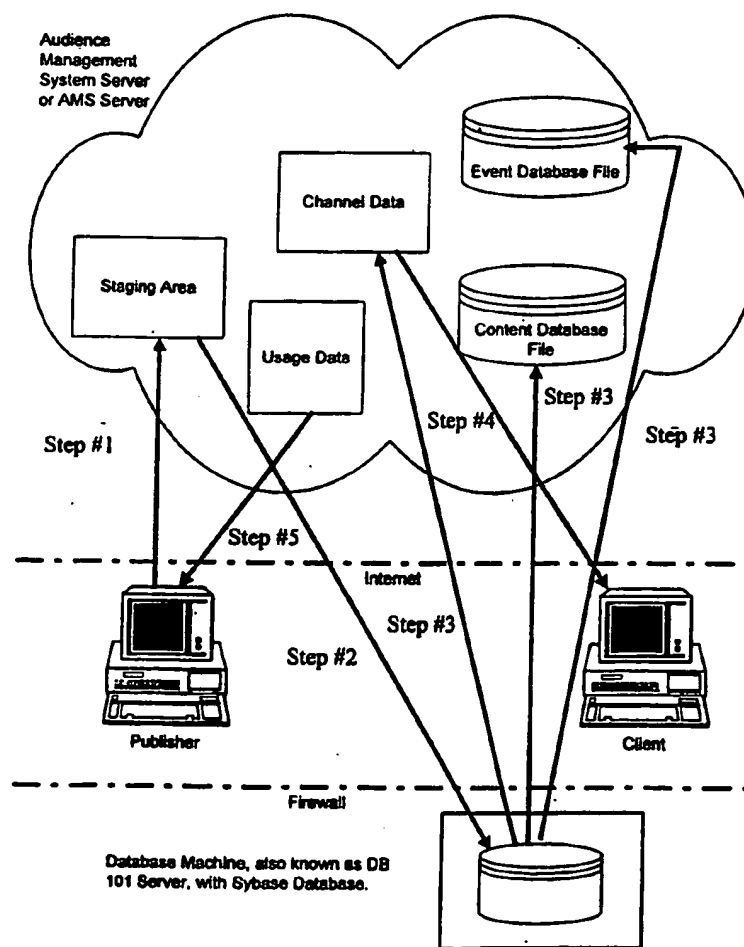 Audience
Management
System Server
or AMS Server
Event Database File
Channel Data
Staging Area
Content Database
File
Usage Data
Step #3
Step #4
Step #3
Step #1
Step #5
Internet
Step #3
Step #2
Publisher
Client
Firewall
Database Machine, also known as DB
101 Server, with Sybase Database.